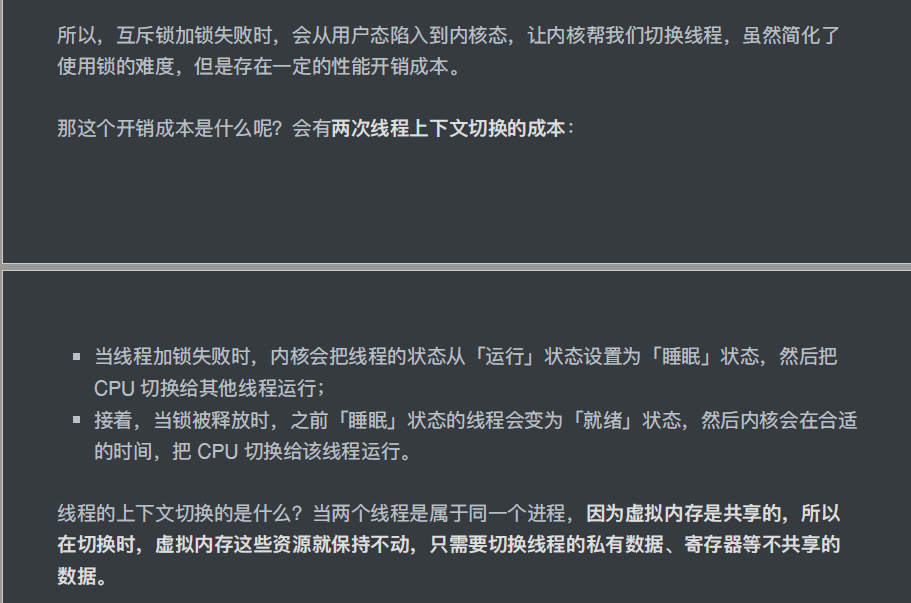 所以，互斥锁加锁失败时，会从用户态陷入到内核态，让内核帮我们切换线程，虽然简化了
使用锁的难度，但是存在一定的性能开销成本。
那这个开销成本是什么呢？会有两次线程上下文切换的成本：
▪ 当线程加锁失败时，内核会把线程的状态从「运行」状态设置为「睡眠」状态，然后把
CPU 切换给其他线程运行；
▪ 接着，当锁被释放时，之前「睡眠」状态的线程会变为「就绪」状态，然后内核会在合适
的时间，把 CPU 切换给该线程运行。
线程的上下文切换的是什么？当两个线程是属于同一个进程，因为虚拟内存是共享的，所以
在切换时，虚拟内存这些资源就保持不动，只需要切换线程的私有数据、寄存器等不共享的
数据。